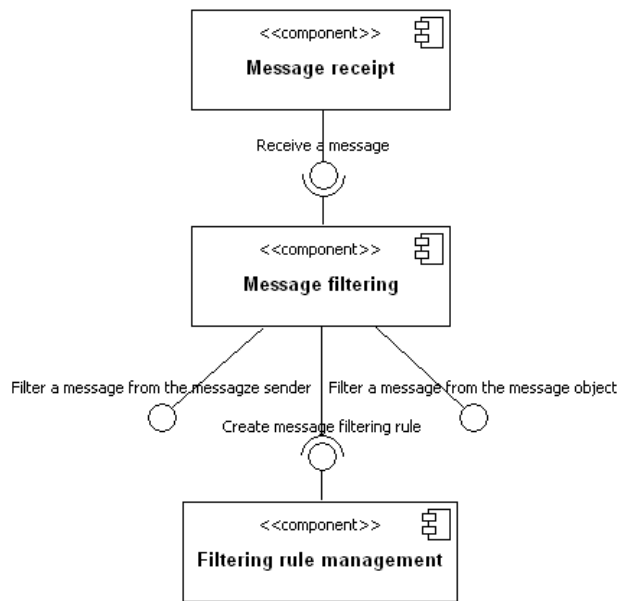 <<component>>
Message receipt
Receive a message
<<component>>
Message filtering
Filter a message from the messagze sender
Filter a message from the message object
Create message filtering rule
<<component>>
Filtering rule management